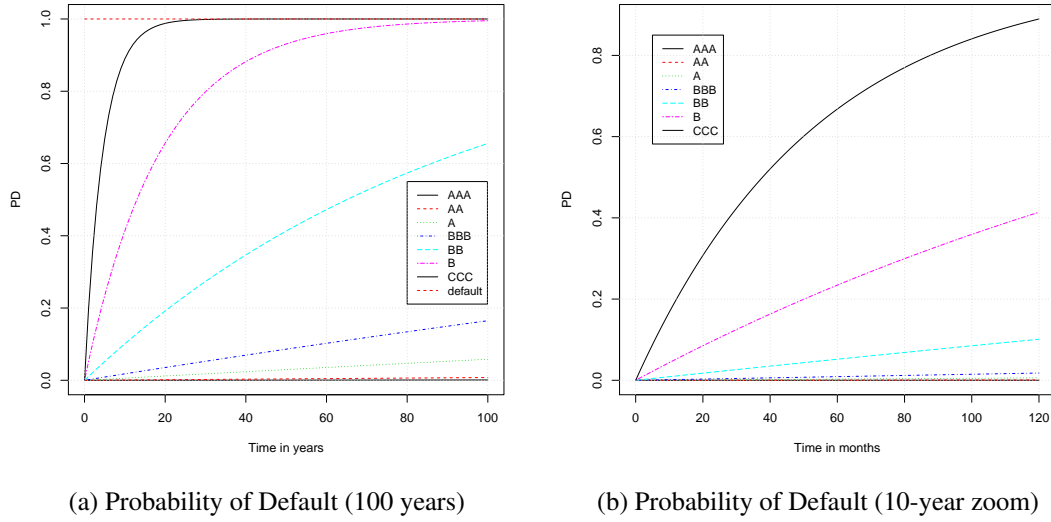 PD
1.0
0.8
0.6
0.4
0.2
0.0
AAA
AA
A
BBB
BB
B
CCC
default
0 20 40 60 80 100
Time in years
(a) Probability of Default (100 years)
PD
0.8
0.6
0.4
0.2
0.0
AAA
AA
A
BBB
BB
B
CCC
0 20 40 60 80 100 120
Time in months
(b) Probability of Default (10-year zoom)